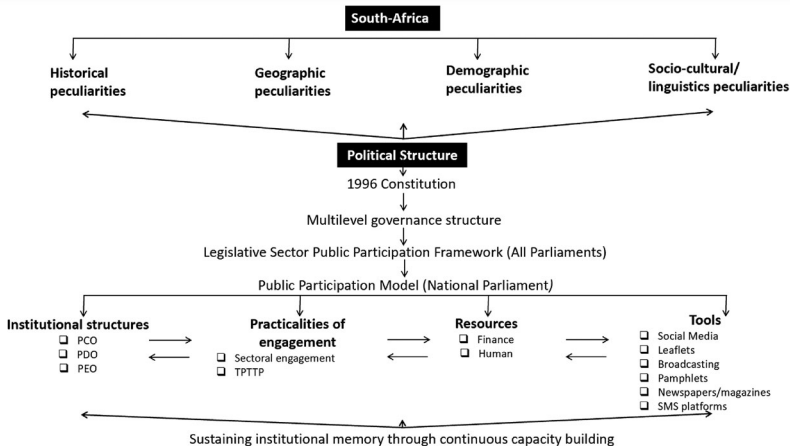 South-Africa
Historical
peculiarities
Geographic
peculiarities
Demographic
peculiarities
Socio-cultural/
linguistics peculiarities
Political Structure
1996 Constitution
Multilevel governance structure
Legislative Sector Public Participation Framework (All Parliaments)
Public Participation Model (National Parliament)
Institutional structures
PCO
PDO
PEO
Practicalities of
engagement
Sectoral engagement
TPTTP
Resources
Finance
Human
Tools
Social Media
Leaflets
Broadcasting
Pamphlets
Newspapers/magazines
SMS platforms
Sustaining institutional memory through continuous capacity building